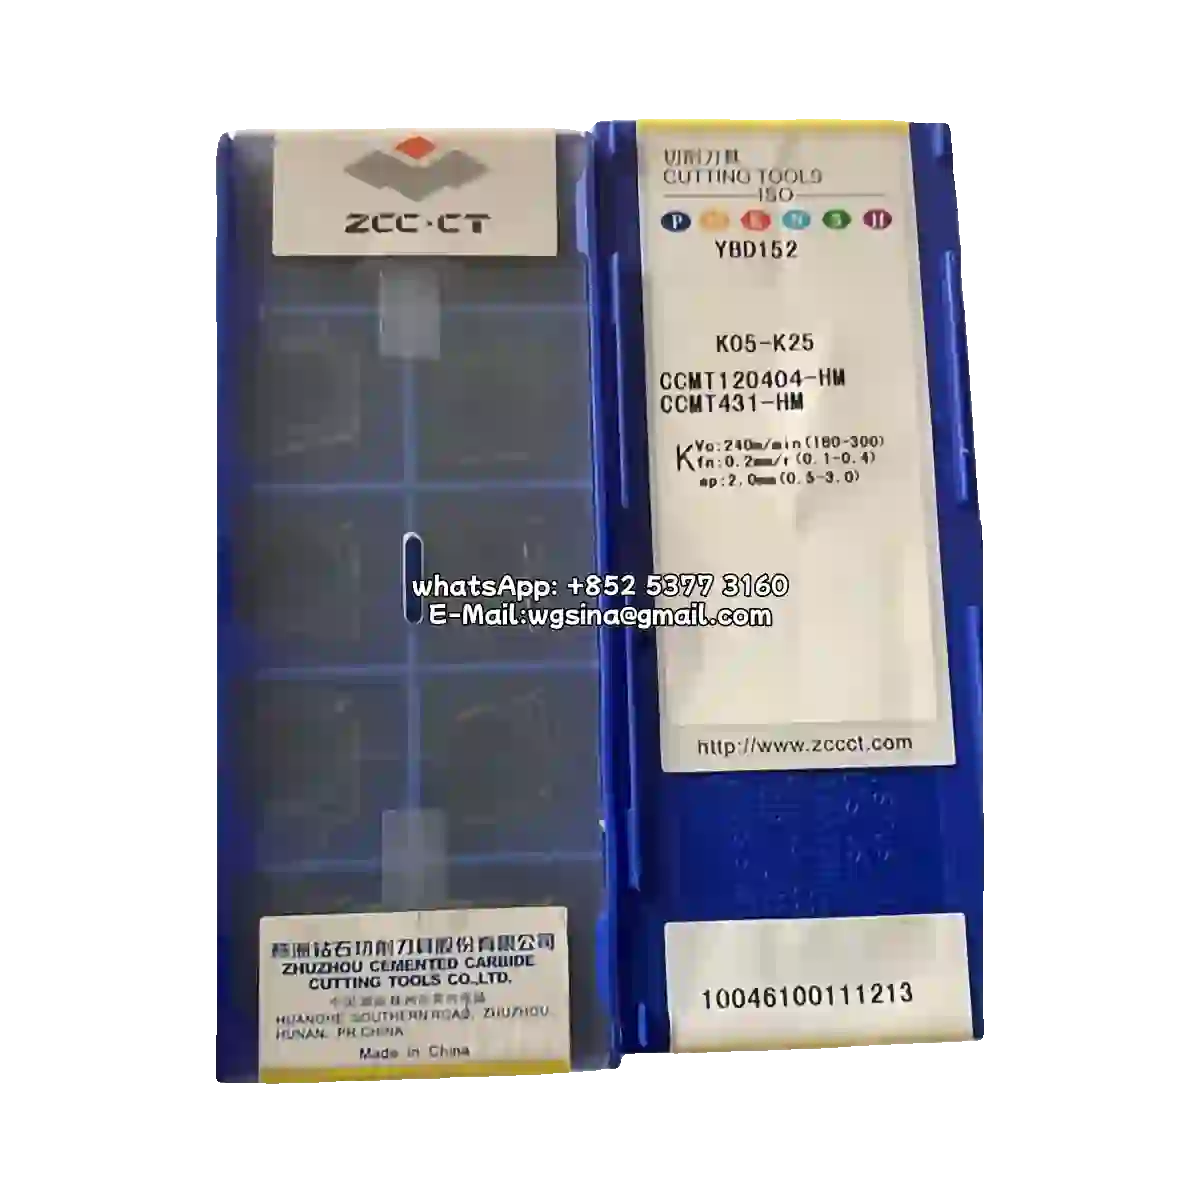 ZCC·CT
株洲钻石切削刀具股份有限公司
ZHUZHOU CEMENTED CARBIDE
CUTTING TOOLS CO.,LTD.
HUANGHE SOUTHERN ROAD, ZHUZHOU,
HUNAN, P.R.CHINA
Made in China
切削刀具
CUTTING TOOLS
ISO
P M K N S H
YBD152
K05-K25
CCMT120404-HM
CCMT431-HM
K Vc:240m/min(180-300)
fn:0.2mm/r(0.1-0.4)
ap:2.0mm(0.5-3.0)
whatsApp: +852 5377 3160
E-Mail:wgsina@gmail.com
http://www.zccct.com
10046100111213